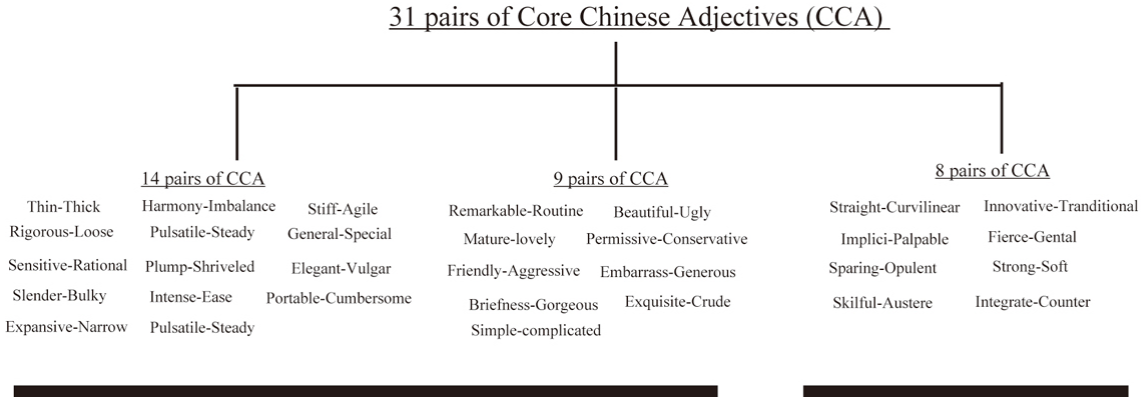 31 pairs of Core Chinese Adjectives (CCA)
14 pairs of CCA
Thin-Thick Harmony-Imbalance Stiff-Agile
Rigorous-Loose Pulsatile-Steady General-Special
Sensitive-Rational Plump-Shriveled Elegant-Vulgar
Slender-Bulky Intense-Ease Portable-Cumbersome
Expansive-Narrow Pulsatile-Steady
9 pairs of CCA
Remarkable-Routine Beautiful-Ugly
Mature-lovely Permissive-Conservative
Friendly-Aggressive Embarrass-Generous
Briefness-Gorgeous Exquisite-Crude
Simple-complicated
8 pairs of CCA
Straight-Curvilinear Innovative-Tranditional
Implici-Palpable Fierce-Gental
Sparing-Opulent Strong-Soft
Skilful-Austere Integrate-Counter